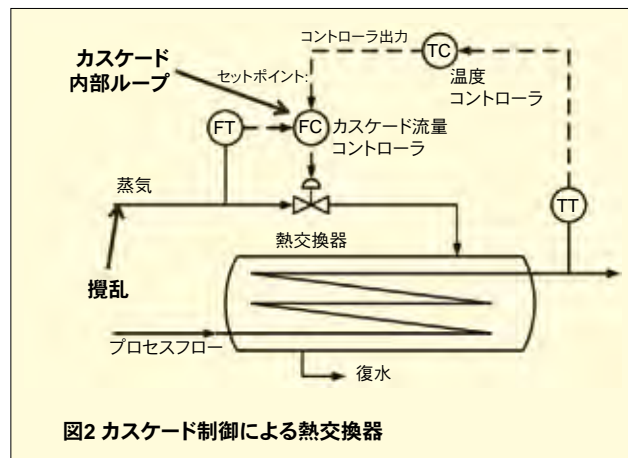 コントローラ出力
TC
カスケード
内部ループ
セットポイント:
温度
コントローラ
FT
FC
カスケード流量
コントローラ
蒸気
TT
熱交換器
攪乱
プロセスフロー
復水
図2 カスケード制御による熱交換器